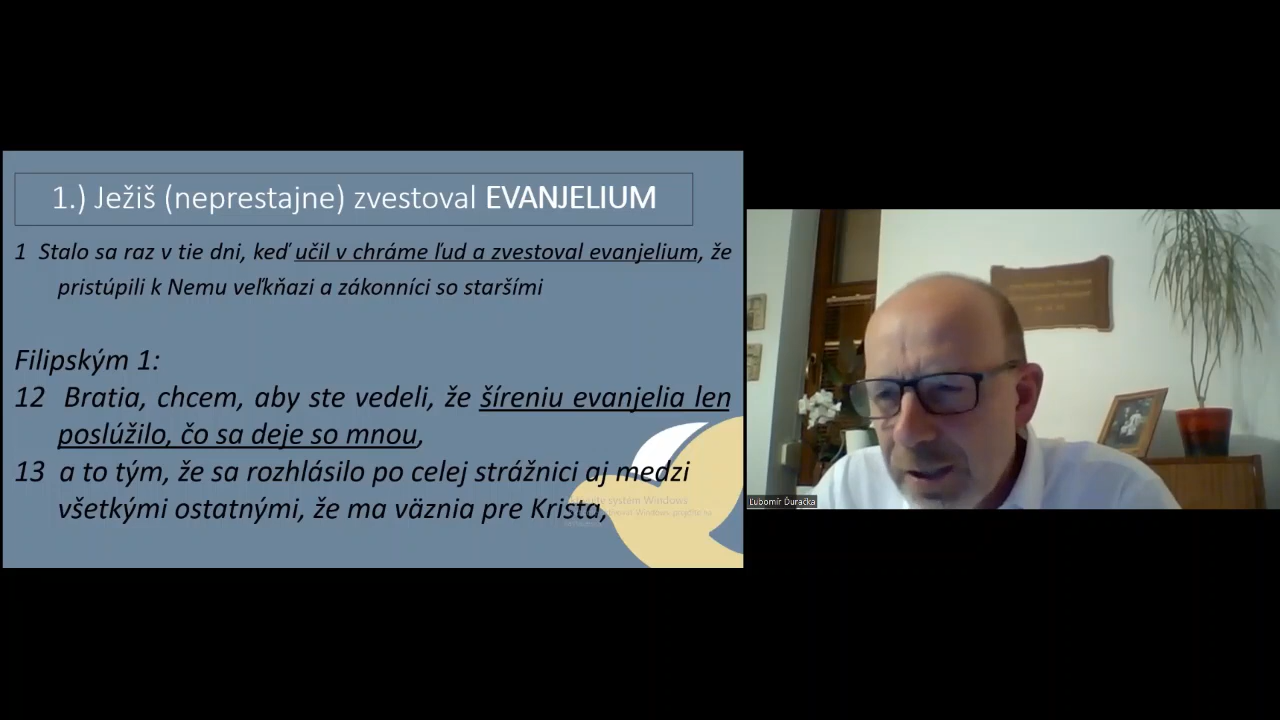 1.) Ježiš (neprestajne) zvestoval EVANJELIUM
1 Stalo sa raz v tie dni, keď učil v chráme ľud a zvestoval evanjelium, že
pristúpili k Nemu veľkňazi a zákonníci so staršími
Filipským 1:
12 Bratia, chcem, aby ste vedeli, že šíreniu evanjelia len
poslúžilo, čo sa deje so mnou,
13 a to tým, že sa rozhlásilo po celej strážnici aj medzi
všetkými ostatnými, že ma väznia pre Krista,
systém Windows
Ľubomír Ďuračka